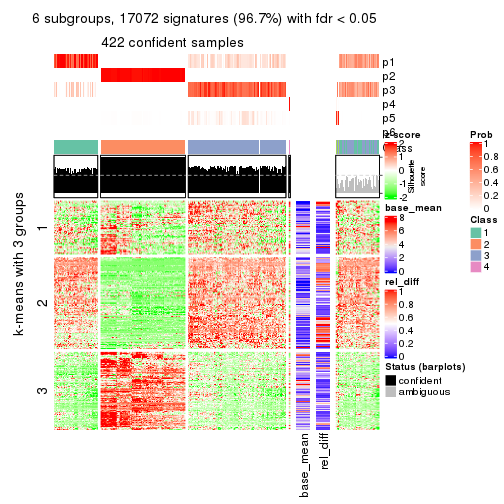 6 subgroups, 17072 signatures (96.7%) with fdr < 0.05
422 confident samples
p1
p2
p3
p4
p5
p6
Class
z-score
2
1
0
-1
-2
Silhouette
score
Prob
1
0.8
0.6
0.4
0.2
0
Class
1
2
3
4
base_mean
8
6
4
2
0
rel_diff
1
0.8
0.6
0.4
0.2
0
Status (barplots)
confident
ambiguous
k-means with 3 groups
1
2
3
base_mean
rel_diff